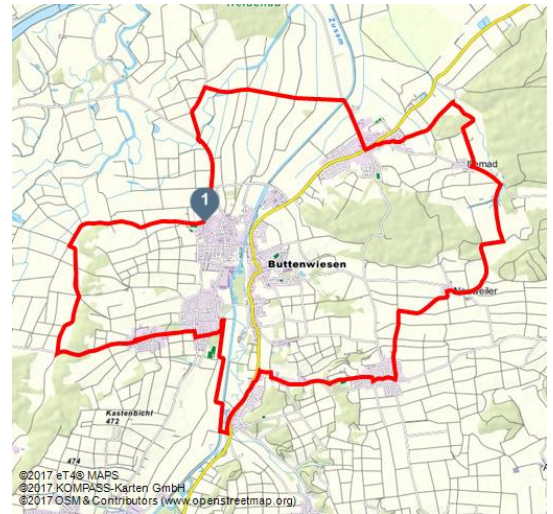 Zusam
1
Lemad
Buttenwiesen
Neuweiler
Kastenbichl
472
474
©2017 eT4® MAPS
©2017 KOMPASS-Karten GmbH
©2017 OSM & Contributors (www.openstreetmap.org)